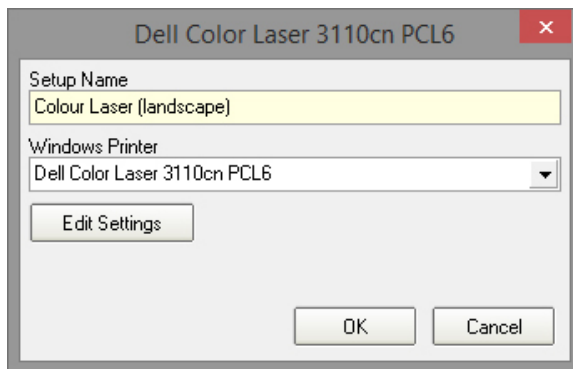 Dell Color Laser 3110cn PCL6
Setup Name
Colour Laser (landscape)
Windows Printer
Dell Color Laser 3110cn PCL6
Edit Settings
OK Cancel